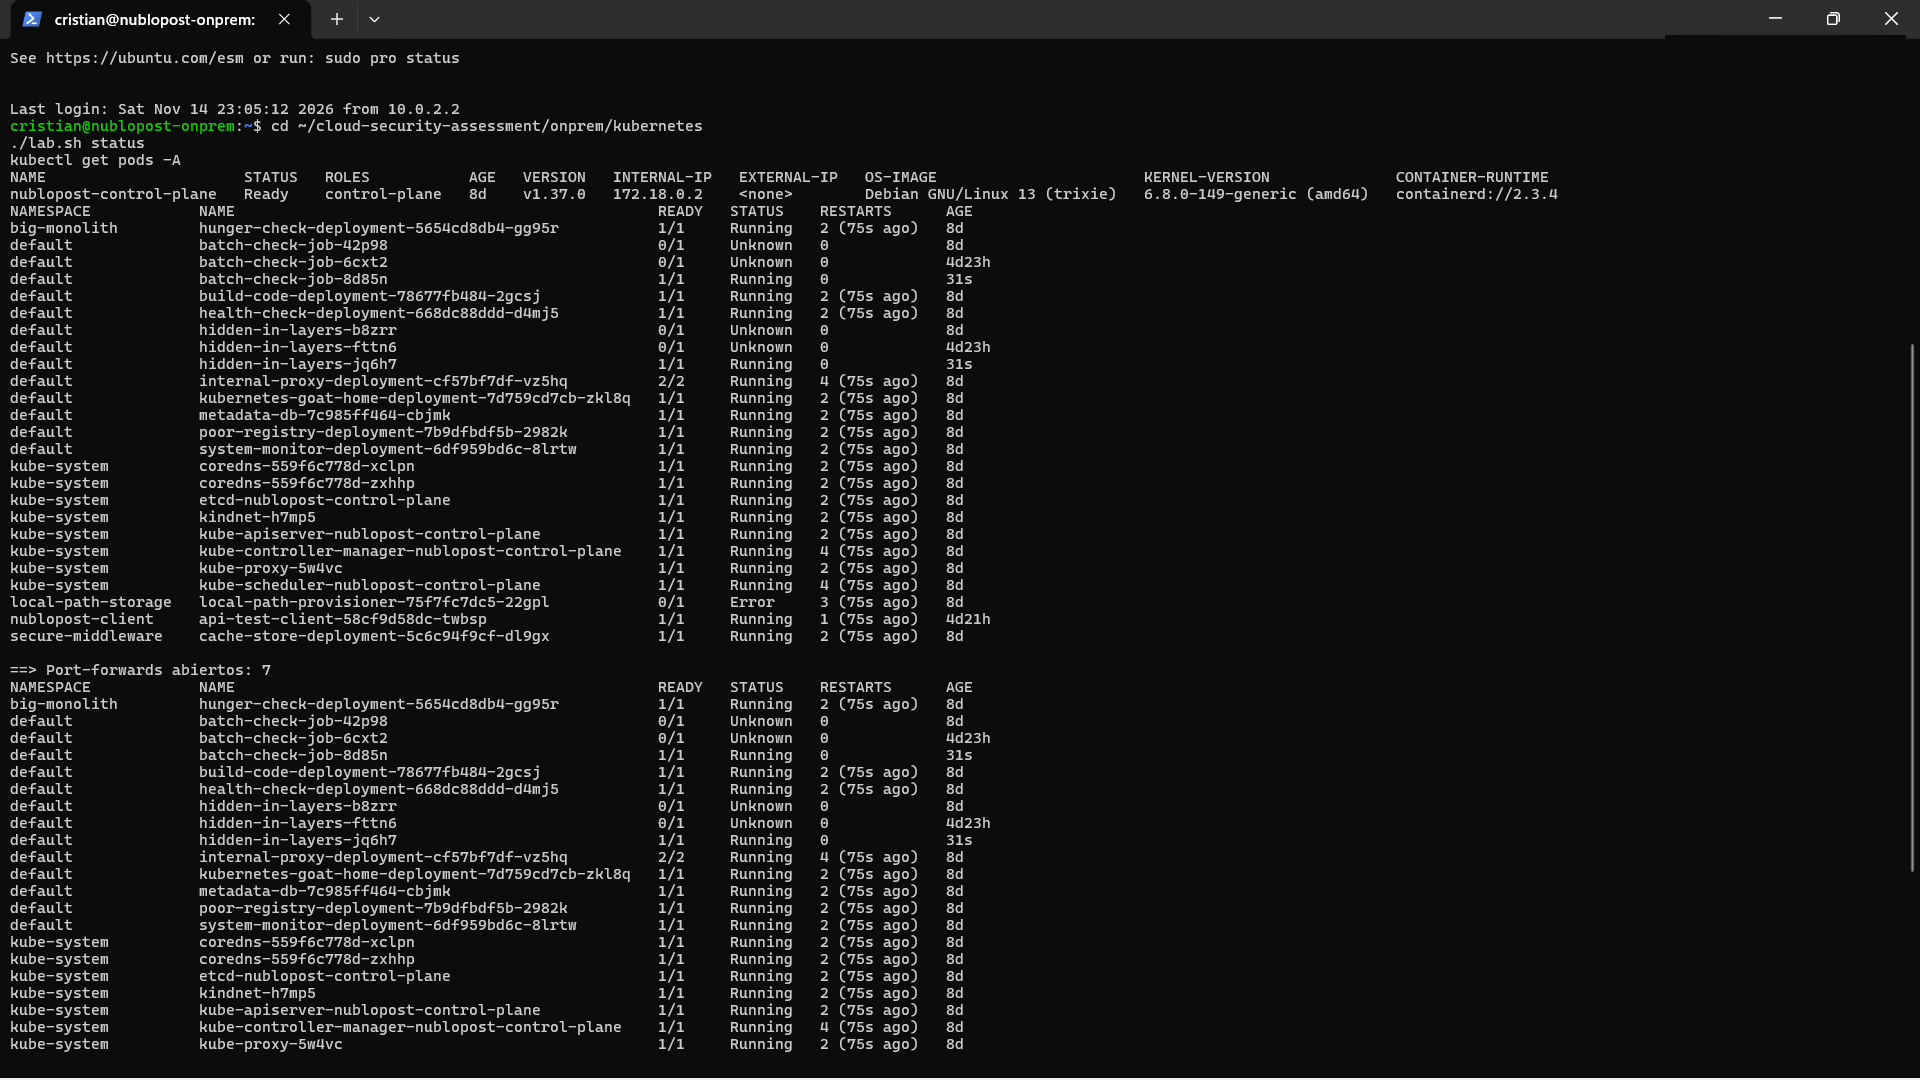 cristian@nublopost-onprem:
See https://ubuntu.com/esm or run: sudo pro status
Last login: Sat Nov 14 23:05:12 2026 from 10.0.2.2
cristian@nublopost-onprem:~$ cd ~/cloud-security-assessment/onprem/kubernetes
./lab.sh status
kubectl get pods -A
NAME STATUS ROLES AGE VERSION INTERNAL-IP EXTERNAL-IP OS-IMAGE KERNEL-VERSION CONTAINER-RUNTIME
nublopost-control-plane Ready control-plane 8d v1.37.0 172.18.0.2 <none> Debian GNU/Linux 13 (trixie) 6.8.0-149-generic (amd64) containerd://2.3.4
NAMESPACE NAME READY STATUS RESTARTS AGE
big-monolith hunger-check-deployment-5654cd8db4-gg95r 1/1 Running 2 (75s ago) 8d
default batch-check-job-42p98 0/1 Unknown 0 8d
default batch-check-job-6cxt2 0/1 Unknown 0 4d23h
default batch-check-job-8d85n 1/1 Running 0 31s
default build-code-deployment-78677fb484-2gcsj 1/1 Running 2 (75s ago) 8d
default health-check-deployment-668dc88ddd-d4mj5 1/1 Running 2 (75s ago) 8d
default hidden-in-layers-b8zrr 0/1 Unknown 0 8d
default hidden-in-layers-fttn6 0/1 Unknown 0 4d23h
default hidden-in-layers-jq6h7 1/1 Running 0 31s
default internal-proxy-deployment-cf57bf7df-vz5hq 2/2 Running 4 (75s ago) 8d
default kubernetes-goat-home-deployment-7d759cd7cb-zkl8q 1/1 Running 2 (75s ago) 8d
default metadata-db-7c985ff464-cbjmk 1/1 Running 2 (75s ago) 8d
default poor-registry-deployment-7b9dfbdf5b-2982k 1/1 Running 2 (75s ago) 8d
default system-monitor-deployment-6df959bd6c-8lrtw 1/1 Running 2 (75s ago) 8d
kube-system coredns-559f6c778d-xclpn 1/1 Running 2 (75s ago) 8d
kube-system coredns-559f6c778d-zxhhp 1/1 Running 2 (75s ago) 8d
kube-system etcd-nublopost-control-plane 1/1 Running 2 (75s ago) 8d
kube-system kindnet-h7mp5 1/1 Running 2 (75s ago) 8d
kube-system kube-apiserver-nublopost-control-plane 1/1 Running 2 (75s ago) 8d
kube-system kube-controller-manager-nublopost-control-plane 1/1 Running 4 (75s ago) 8d
kube-system kube-proxy-5w4vc 1/1 Running 2 (75s ago) 8d
kube-system kube-scheduler-nublopost-control-plane 1/1 Running 4 (75s ago) 8d
local-path-storage local-path-provisioner-75f7fc7dc5-22gpl 0/1 Error 3 (75s ago) 8d
nublopost-client api-test-client-58cf9d58dc-twbsp 1/1 Running 1 (75s ago) 4d21h
secure-middleware cache-store-deployment-5c6c94f9cf-dl9gx 1/1 Running 2 (75s ago) 8d
==> Port-forwards abiertos: 7
NAMESPACE NAME READY STATUS RESTARTS AGE
big-monolith hunger-check-deployment-5654cd8db4-gg95r 1/1 Running 2 (75s ago) 8d
default batch-check-job-42p98 0/1 Unknown 0 8d
default batch-check-job-6cxt2 0/1 Unknown 0 4d23h
default batch-check-job-8d85n 1/1 Running 0 31s
default build-code-deployment-78677fb484-2gcsj 1/1 Running 2 (75s ago) 8d
default health-check-deployment-668dc88ddd-d4mj5 1/1 Running 2 (75s ago) 8d
default hidden-in-layers-b8zrr 0/1 Unknown 0 8d
default hidden-in-layers-fttn6 0/1 Unknown 0 4d23h
default hidden-in-layers-jq6h7 1/1 Running 0 31s
default internal-proxy-deployment-cf57bf7df-vz5hq 2/2 Running 4 (75s ago) 8d
default kubernetes-goat-home-deployment-7d759cd7cb-zkl8q 1/1 Running 2 (75s ago) 8d
default metadata-db-7c985ff464-cbjmk 1/1 Running 2 (75s ago) 8d
default poor-registry-deployment-7b9dfbdf5b-2982k 1/1 Running 2 (75s ago) 8d
default system-monitor-deployment-6df959bd6c-8lrtw 1/1 Running 2 (75s ago) 8d
kube-system coredns-559f6c778d-xclpn 1/1 Running 2 (75s ago) 8d
kube-system coredns-559f6c778d-zxhhp 1/1 Running 2 (75s ago) 8d
kube-system etcd-nublopost-control-plane 1/1 Running 2 (75s ago) 8d
kube-system kindnet-h7mp5 1/1 Running 2 (75s ago) 8d
kube-system kube-apiserver-nublopost-control-plane 1/1 Running 2 (75s ago) 8d
kube-system kube-controller-manager-nublopost-control-plane 1/1 Running 4 (75s ago) 8d
kube-system kube-proxy-5w4vc 1/1 Running 2 (75s ago) 8d